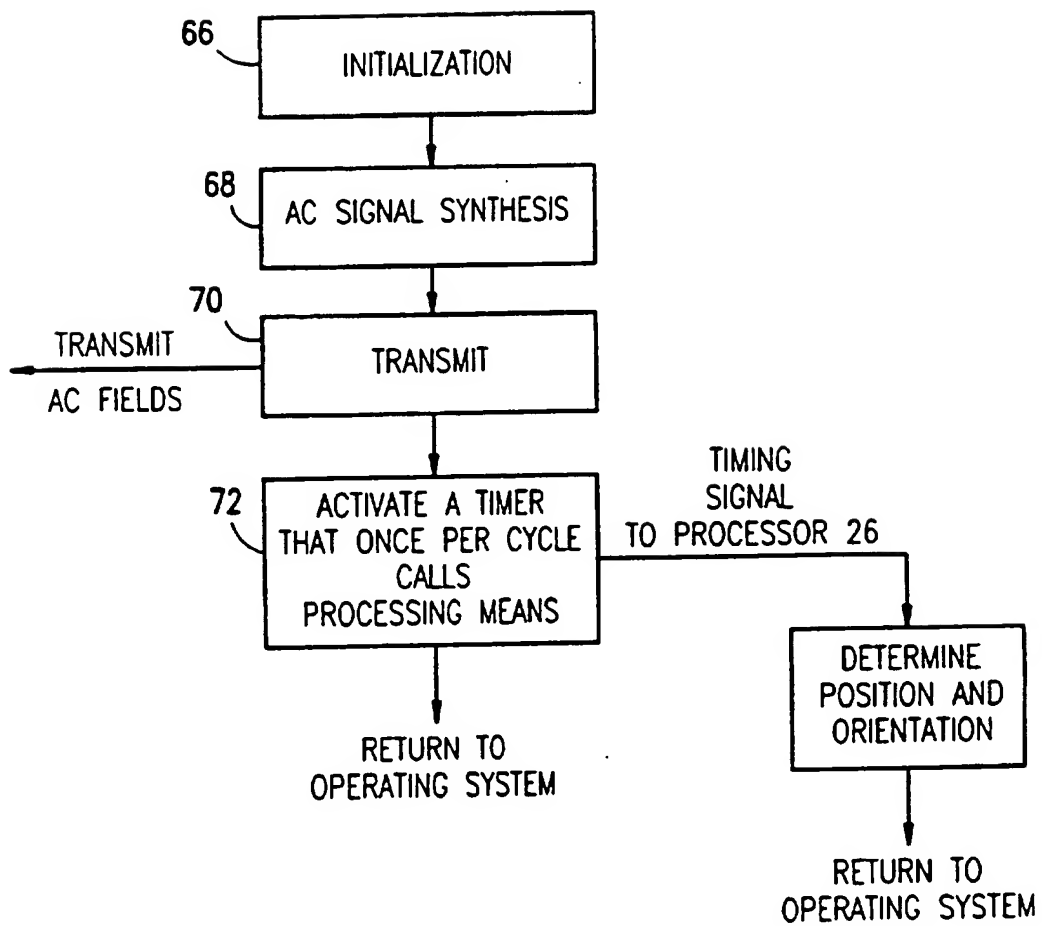 66
INITIALIZATION
68
AC SIGNAL SYNTHESIS
70
TRANSMIT
TRANSMIT
AC FIELDS
72
ACTIVATE A TIMER
THAT ONCE PER CYCLE
CALLS
PROCESSING MEANS
TIMING
SIGNAL
TO PROCESSOR 26
DETERMINE
POSITION AND
ORIENTATION
RETURN TO
OPERATING SYSTEM
RETURN TO
OPERATING SYSTEM